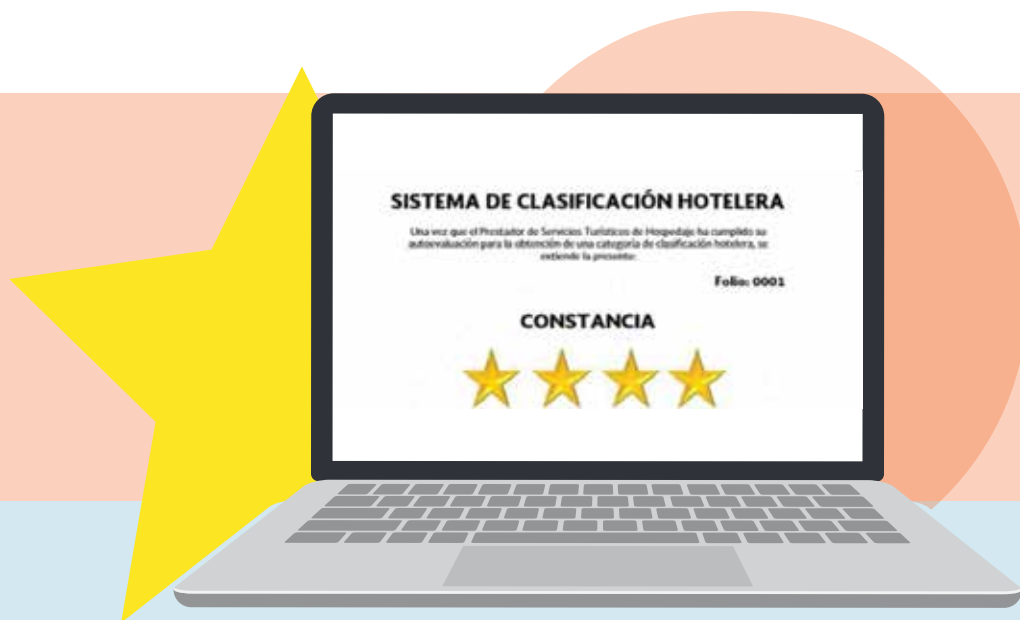 SISTEMA DE CLASIFICACIÓN HOTELERA
Una vez que el Prestador de Servicios Turísticos de Hospedaje ha cumplido su
autoevaluación para la obtención de una categoría de clasificación hotelera, se
extiende la presente:
Folio: 0001
CONSTANCIA